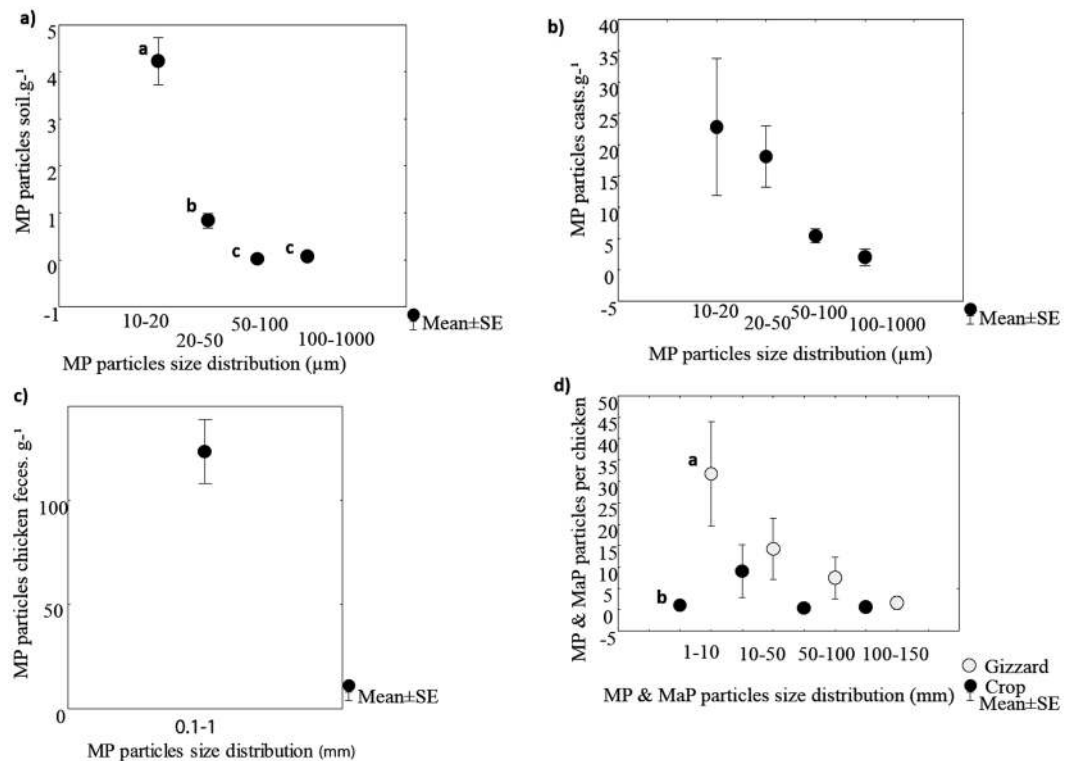 a)
MP particles soil.g-¹
5
4
3
2
1
0
-1
a
b
c
c
10-20
20-50
50-100
100-1000
Mean±SE
MP particles size distribution (µm)
b)
MP particles casts.g-¹
40
35
30
25
20
15
10
5
0
-5
10-20
20-50
50-100
100-1000
Mean±SE
MP particles size distribution (µm)
c)
MP particles chicken feces. g-¹
100
50
0
0.1-1
Mean±SE
MP particles size distribution (mm)
d)
MP & MaP particles per chicken
50
45
40
35
30
25
20
15
10
5
0
-5
a
b
1-10
10-50
50-100
100-150
MP & MaP particles size distribution (mm)
Gizzard
Crop
Mean±SE